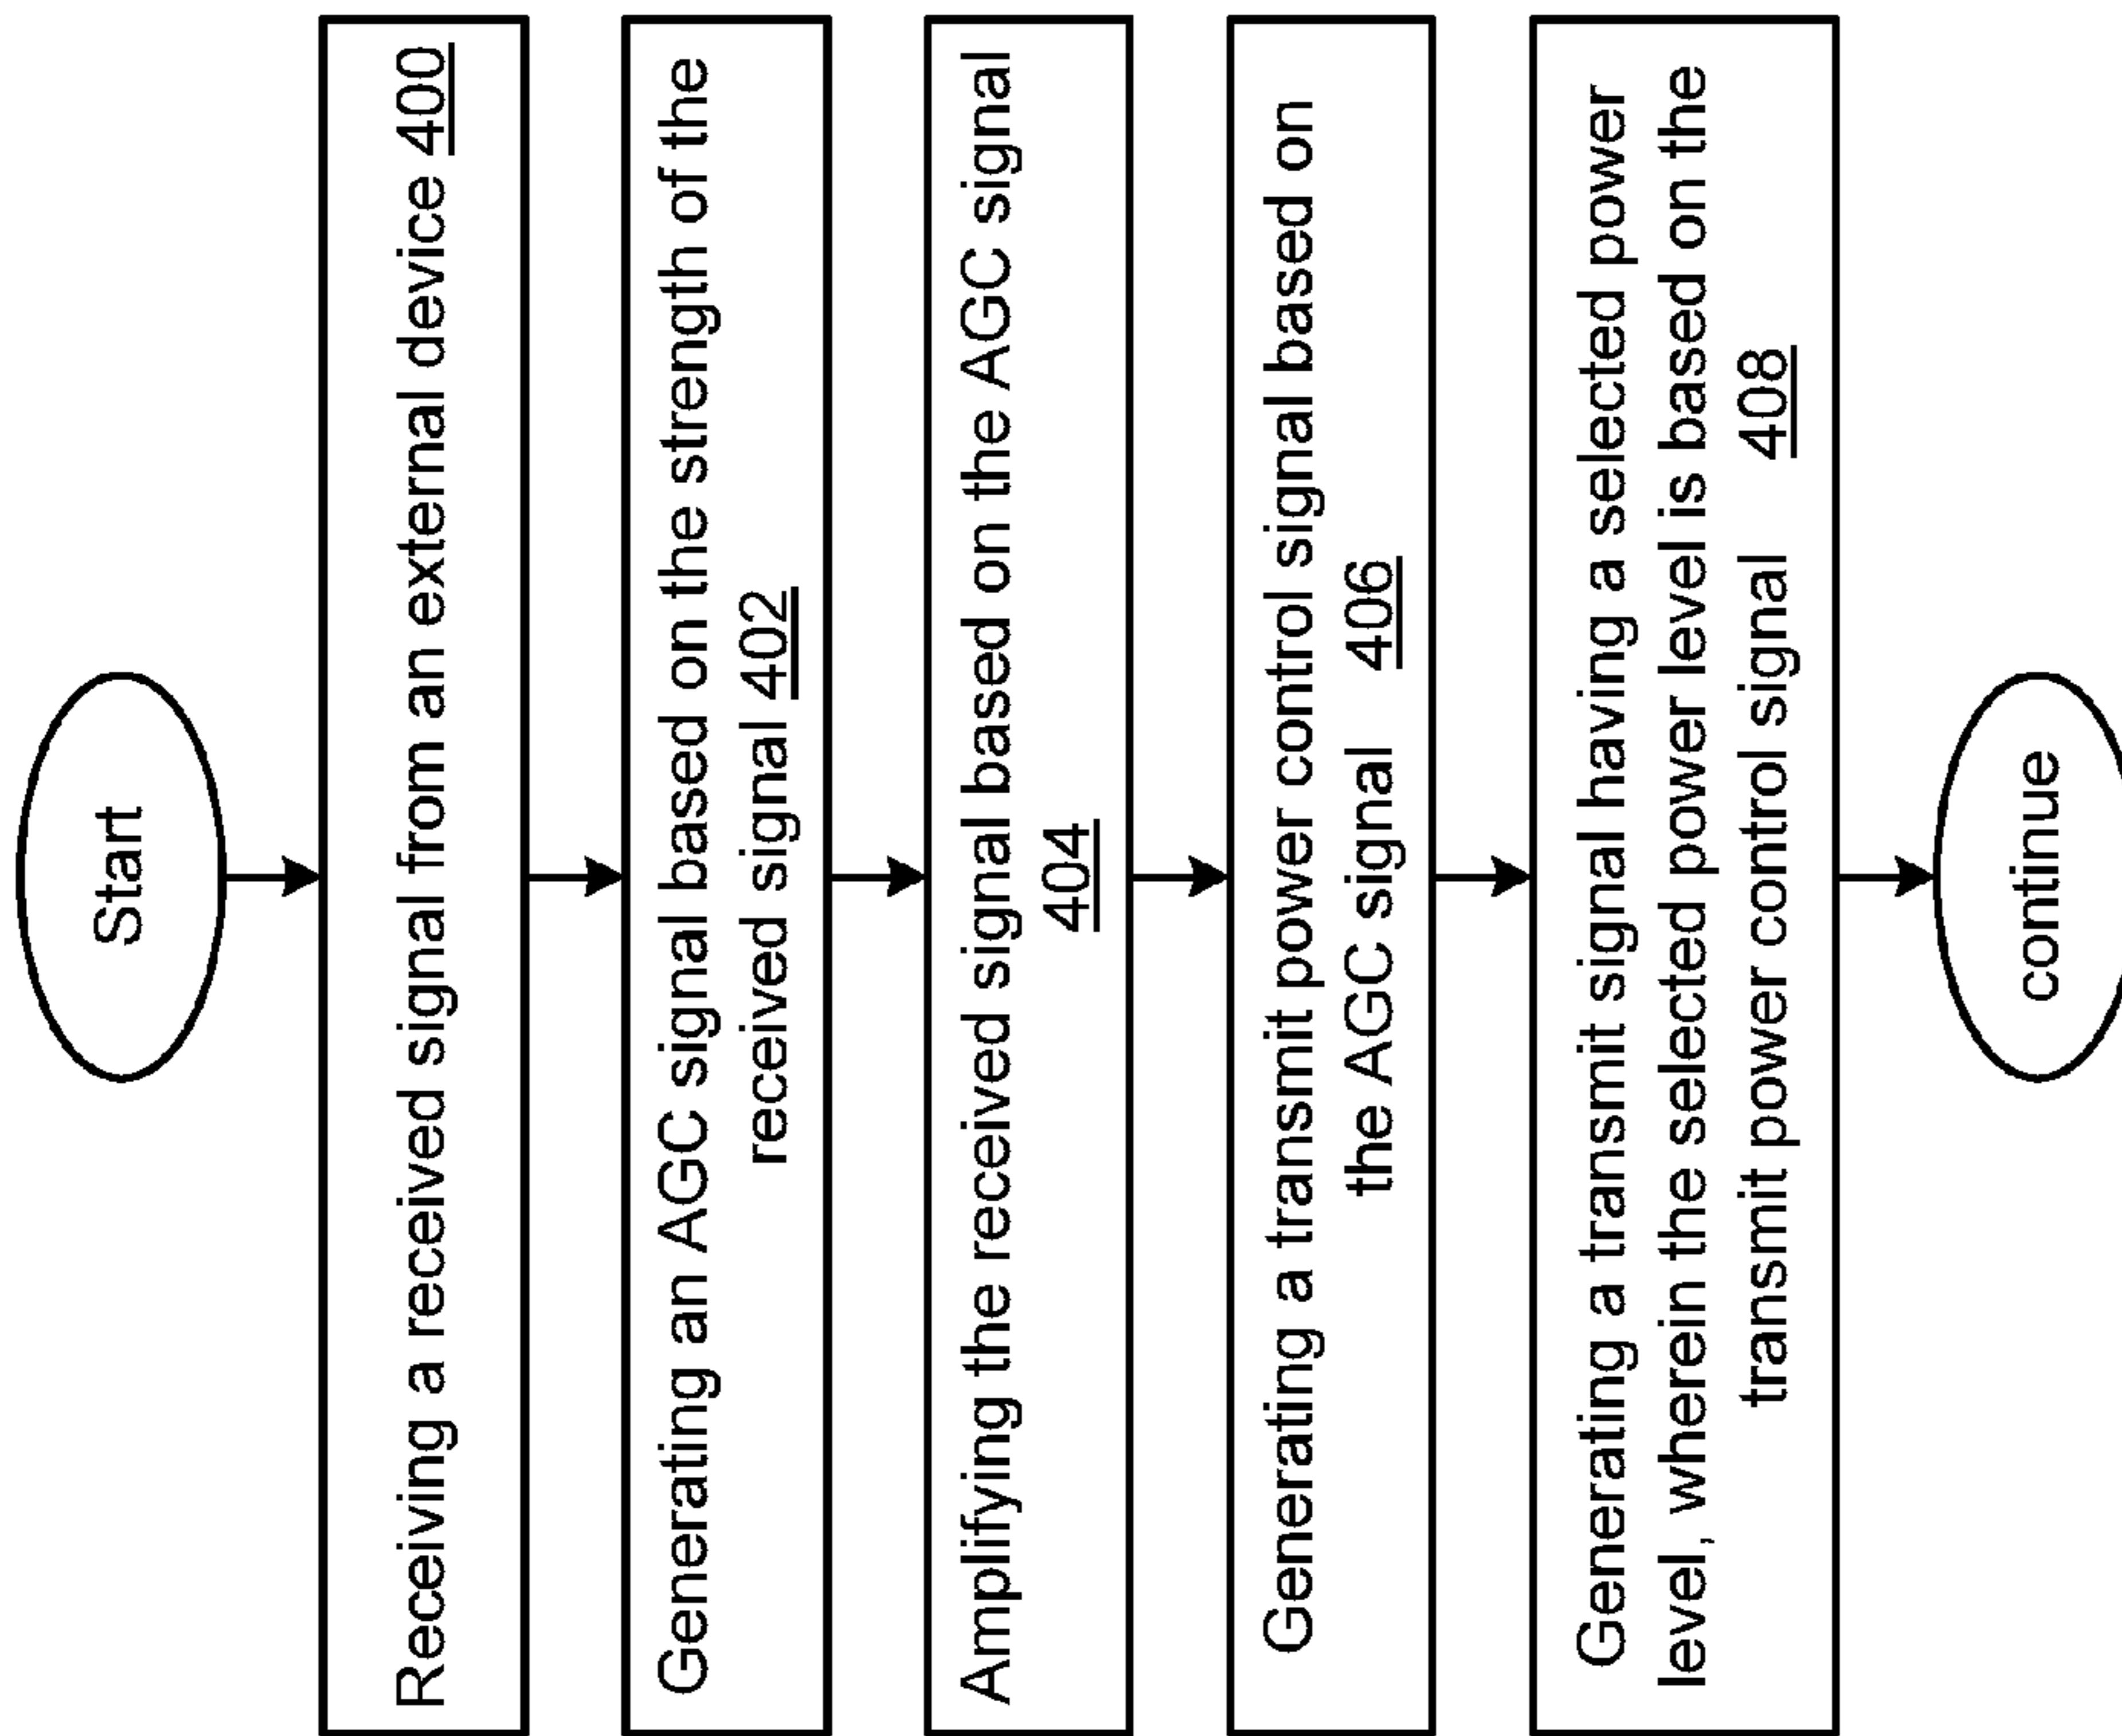 Start
Receiving a received signal from an external device 400
Generating an AGC signal based on the strength of the
received signal 402
Amplifying the received signal based on the AGC signal
404
Generating a transmit power control signal based on
the AGC signal 406
Generating a transmit signal having a selected power
level, wherein the selected power level is based on the
transmit power control signal 408
continue